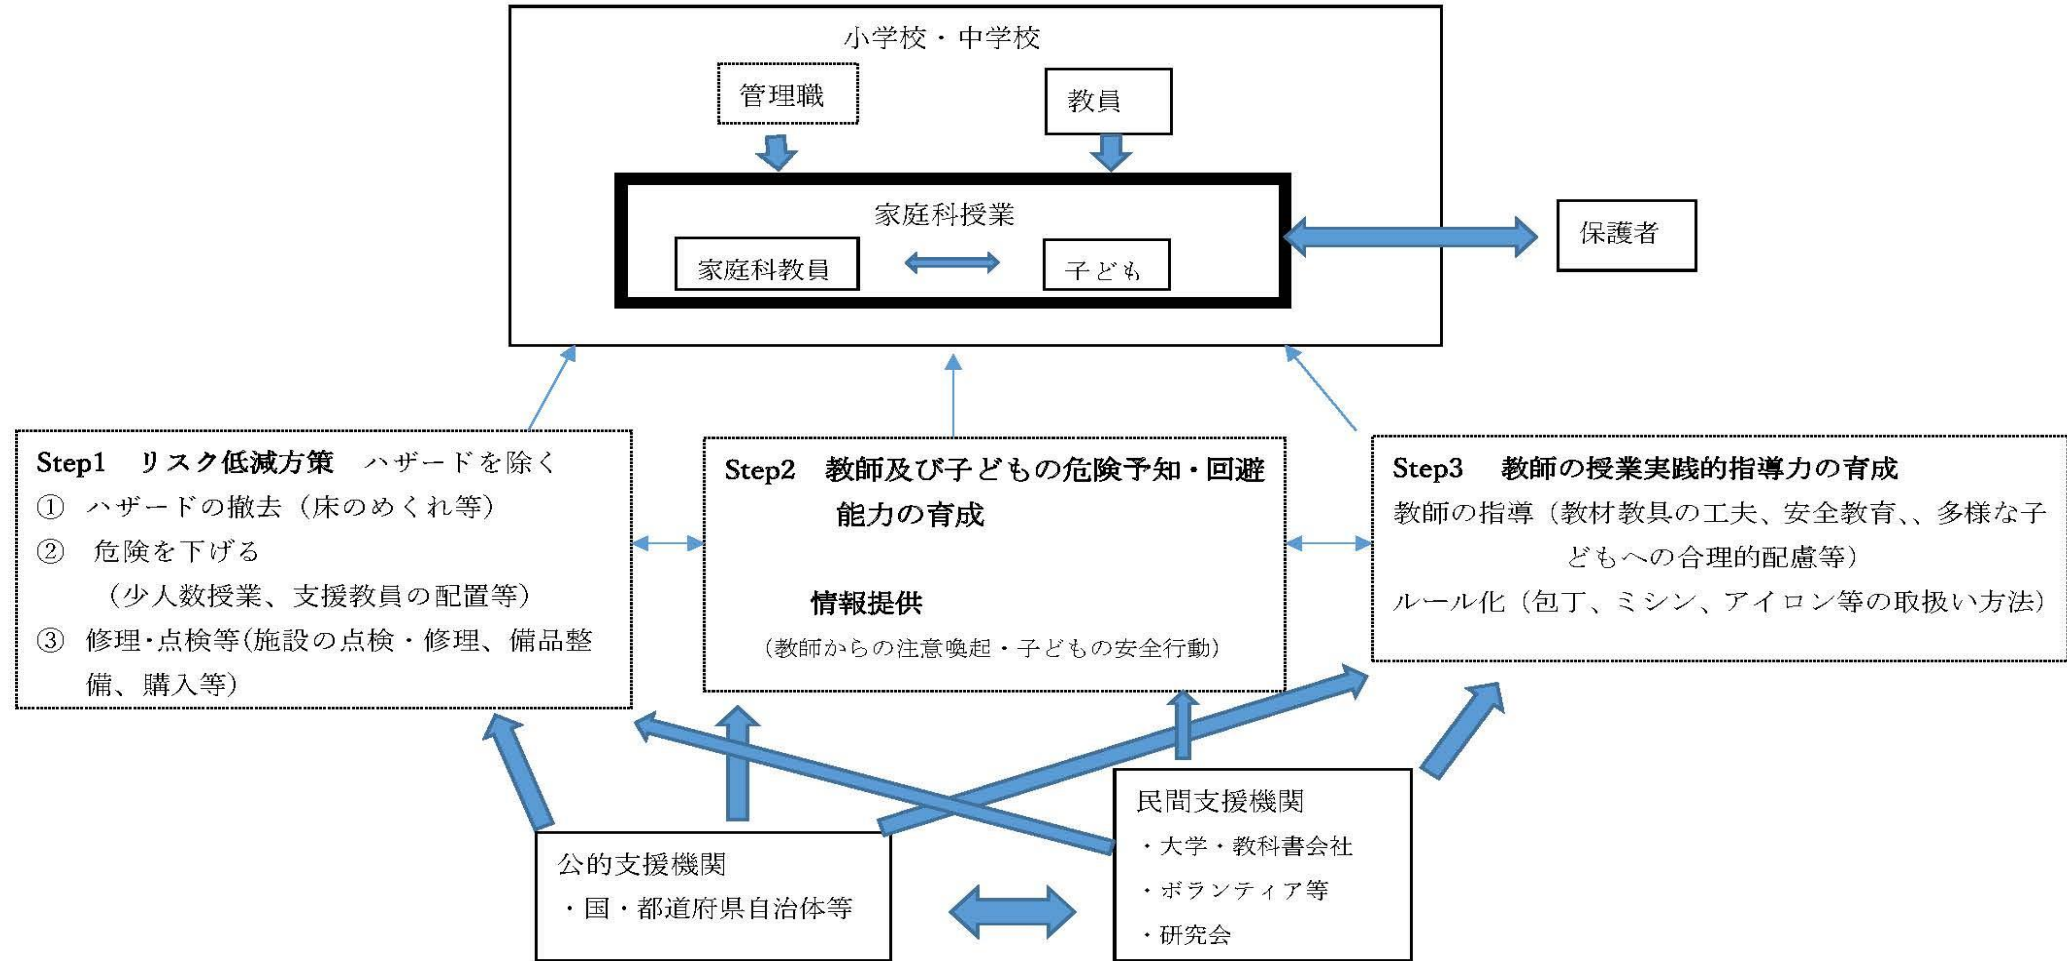 小学校・中学校
管理職
教員
家庭科授業
家庭科教員
子ども
保護者
Step1　リスク低減方策　ハザードを除く
①　ハザードの撤去（床のめくれ等）
②　危険を下げる
（少人数授業、支援教員の配置等）
③　修理･点検等(施設の点検・修理、備品整
備、購入等）
Step2　教師及び子どもの危険予知・回避
能力の育成
情報提供
（教師からの注意喚起・子どもの安全行動）
Step3　教師の授業実践的指導力の育成
教師の指導（教材教具の工夫、安全教育、、多様な子
どもへの合理的配慮等）
ルール化（包丁、ミシン、アイロン等の取扱い方法）
公的支援機関
・国・都道府県自治体等
民間支援機関
・大学・教科書会社
・ボランティア等
・研究会